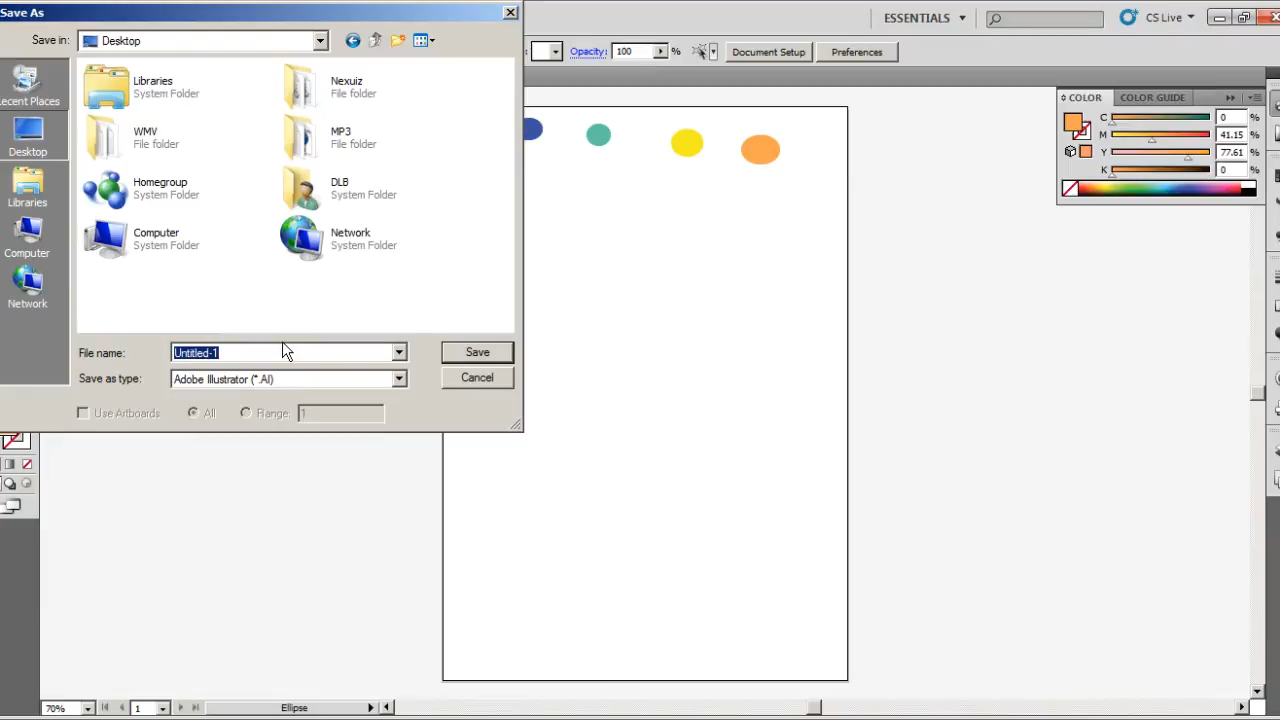 Save As
ESSENTIALS
CS Live
Save in: Desktop
: Opacity: 100 %
Document Setup
Preferences
Libraries
System Folder
Nexuiz
File folder
WMV
File folder
MP3
File folder
Homegroup
System Folder
DLB
System Folder
Computer
System Folder
Network
System Folder
ecent Places
Desktop
Libraries
Computer
Network
File name: Untitled-1
Save
Save as type: Adobe Illustrator (*.AI)
Cancel
Use Artboards All Range: 1
COLOR COLOR GUIDE
C 0 %
M 41.15 %
Y 77.61 %
K 0 %
70% 1 Ellipse